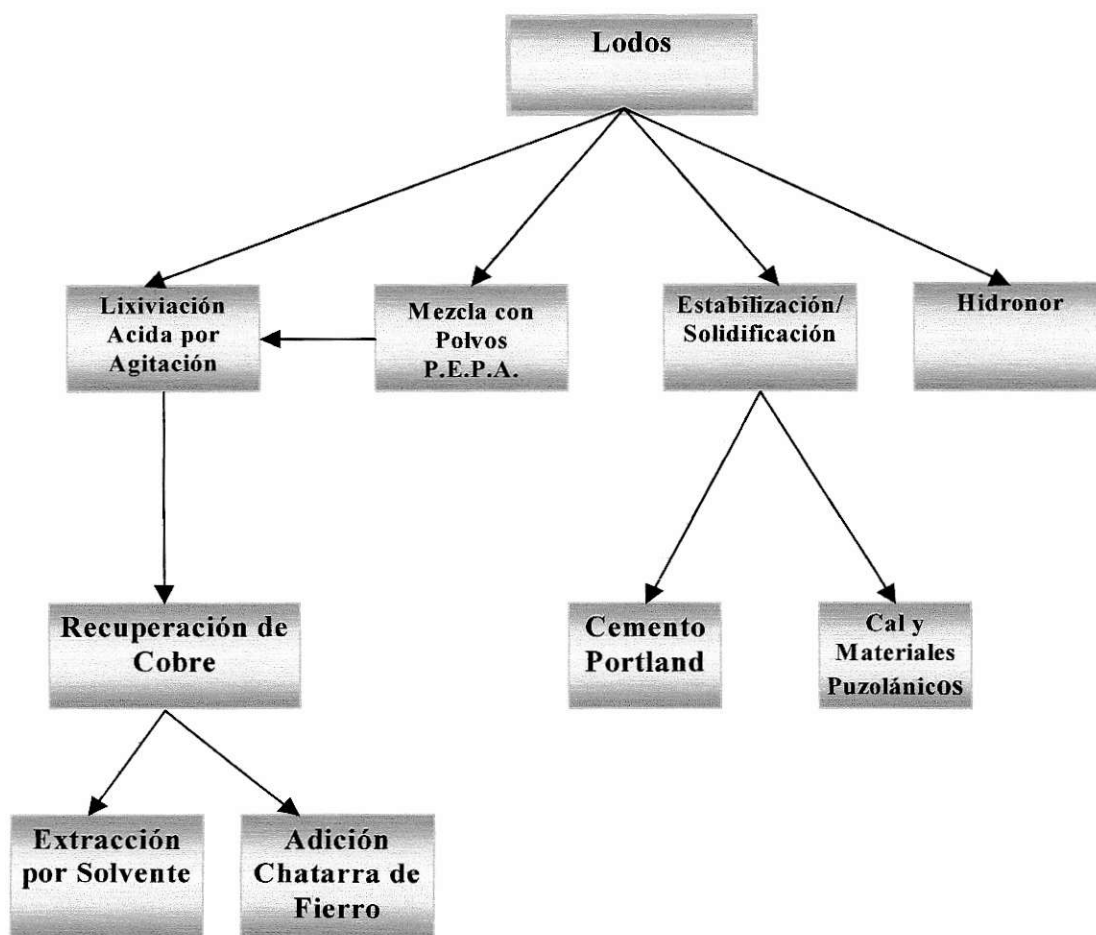 Lodos
Lixiviación
Acida por
Agitación
Mezcla con
Polvos
P.E.P.A.
Estabilización/
Solidificación
Hidronor
Recuperación de
Cobre
Cemento
Portland
Cal y
Materiales
Puzolánicos
Extracción
por Solvente
Adición
Chatarra de
Fierro